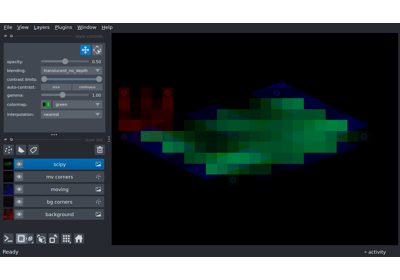 File View Layers Plugins Window Help
opacity: 0.50
blending: translucent_no_depth
contrast limits:
auto-contrast: once continuous
gamma: 1.00
colormap: green
interpolation: nearest
scipy
mv corners
moving
bg corners
background
Ready activity